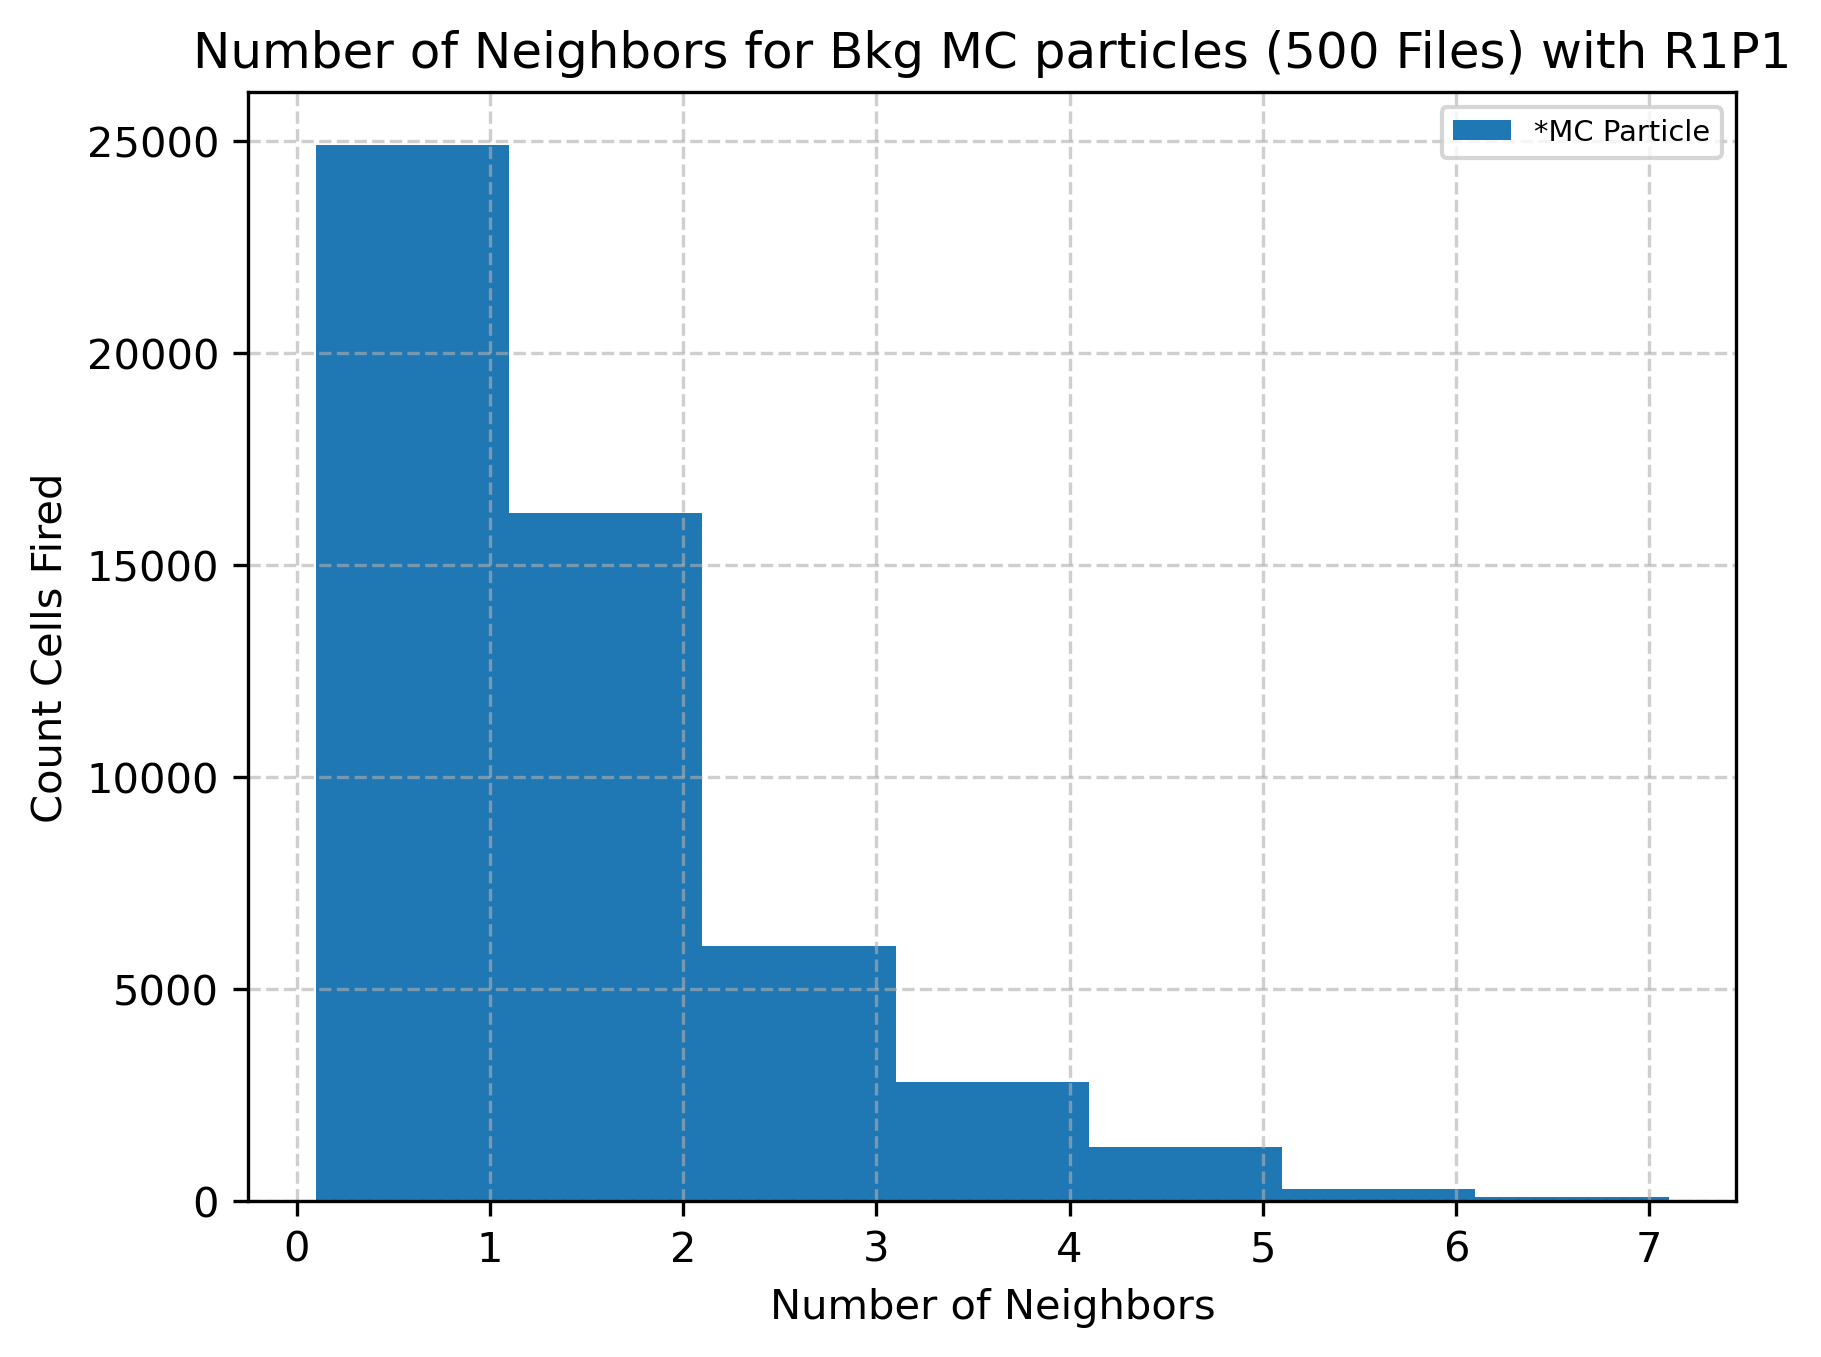 Number of Neighbors for Bkg MC particles (500 Files) with R1P1
*MC Particle
25000
20000
15000
10000
5000
0
Count Cells Fired
0 1 2 3 4 5 6 7
Number of Neighbors